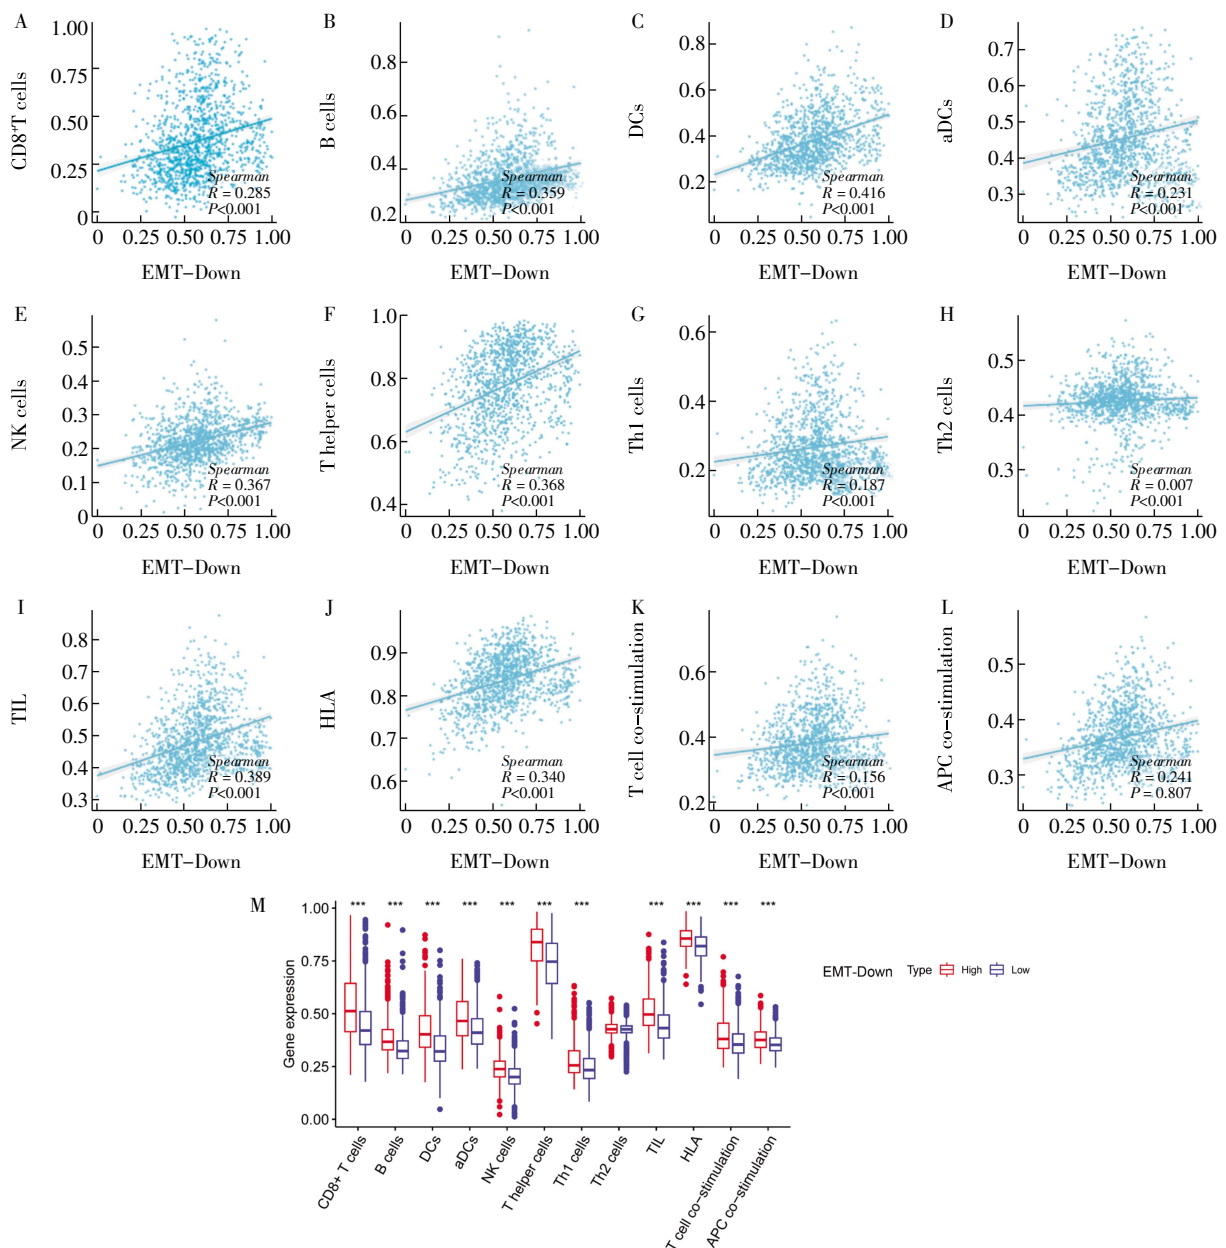 A
CD8⁺T cells
1.00
0.75
0.50
0.25
0
Spearman
R = 0.285
P<0.001
0 0.25 0.50 0.75 1.00
EMT−Down
B
B cells
0.8
0.6
0.4
0.2
Spearman
R = 0.359
P<0.001
0 0.25 0.50 0.75 1.00
EMT−Down
C
DCs
0.8
0.6
0.4
0.2
Spearman
R = 0.416
P<0.001
0 0.25 0.50 0.75 1.00
EMT−Down
D
aDCs
0.7
0.6
0.5
0.4
0.3
Spearman
R = 0.231
P<0.001
0 0.25 0.50 0.75 1.00
EMT−Down
E
NK cells
0.5
0.4
0.3
0.2
0.1
0
Spearman
R = 0.367
P<0.001
0 0.25 0.50 0.75 1.00
EMT−Down
F
T helper cells
1.0
0.8
0.6
0.4
Spearman
R = 0.368
P<0.001
0 0.25 0.50 0.75 1.00
EMT−Down
G
Th1 cells
0.6
0.4
0.2
Spearman
R = 0.187
P<0.001
0 0.25 0.50 0.75 1.00
EMT−Down
H
Th2 cells
0.5
0.4
0.3
Spearman
R = 0.007
P<0.001
0 0.25 0.50 0.75 1.00
EMT−Down
I
TIL
0.8
0.7
0.6
0.5
0.4
0.3
Spearman
R = 0.389
P<0.001
0 0.25 0.50 0.75 1.00
EMT−Down
J
HLA
0.9
0.8
0.7
0.6
Spearman
R = 0.340
P<0.001
0 0.25 0.50 0.75 1.00
EMT−Down
K
T cell co−stimulation
0.6
0.4
0.2
Spearman
R = 0.156
P<0.001
0 0.25 0.50 0.75 1.00
EMT−Down
L
APC co−stimulation
0.5
0.4
0.3
Spearman
R = 0.241
P = 0.807
0 0.25 0.50 0.75 1.00
EMT−Down
M
Gene expression
1.00
0.75
0.50
0.25
0.00
*** *** *** *** *** *** *** *** *** *** ***
CD8+ T cells
B cells
DCs
aDCs
NK cells
T helper cells
Th1 cells
Th2 cells
TIL
HLA
T cell co−stimulation
APC co−stimulation
EMT-Down Type High Low